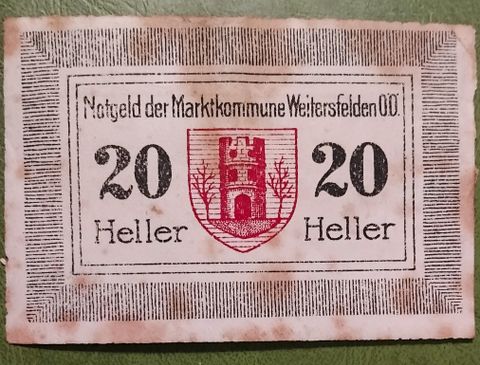 Notgeld der Marktkommune Weitersfelden O.Ö.
20 20
Heller Heller